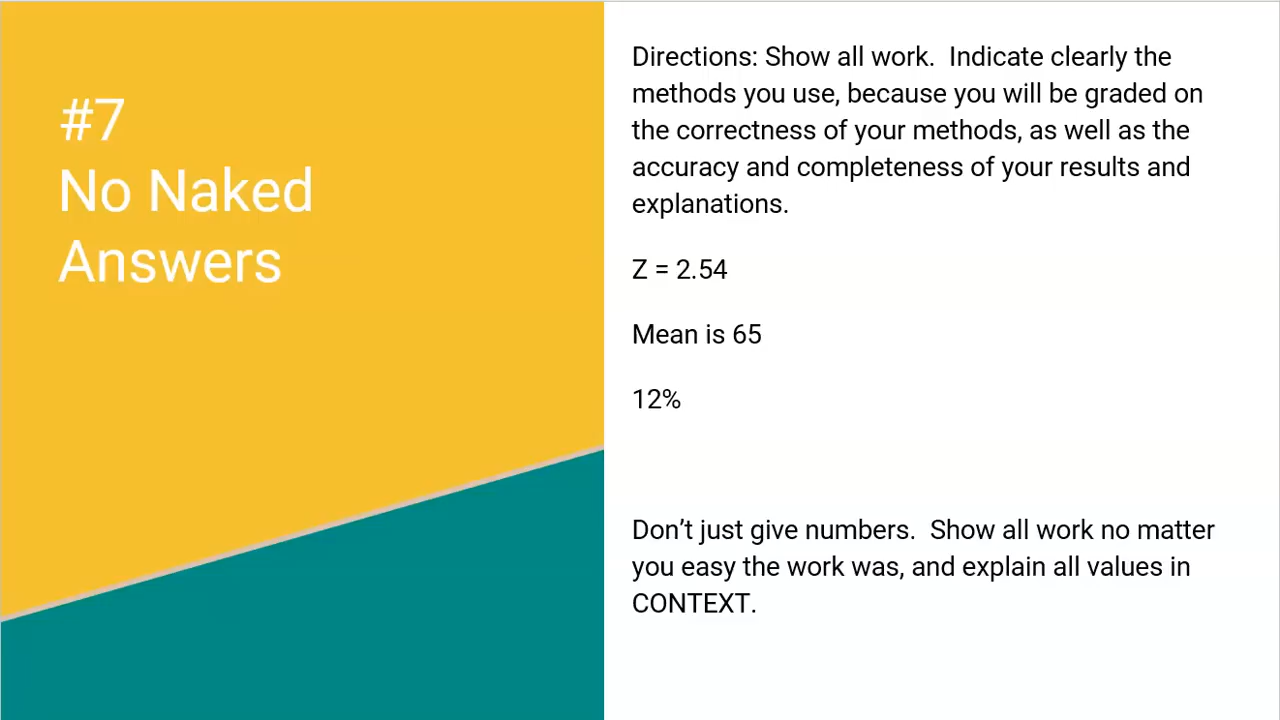 #7
No Naked
Answers
Directions: Show all work.  Indicate clearly the
methods you use, because you will be graded on
the correctness of your methods, as well as the
accuracy and completeness of your results and
explanations.
Z = 2.54
Mean is 65
12%
Don’t just give numbers.  Show all work no matter
you easy the work was, and explain all values in
CONTEXT.